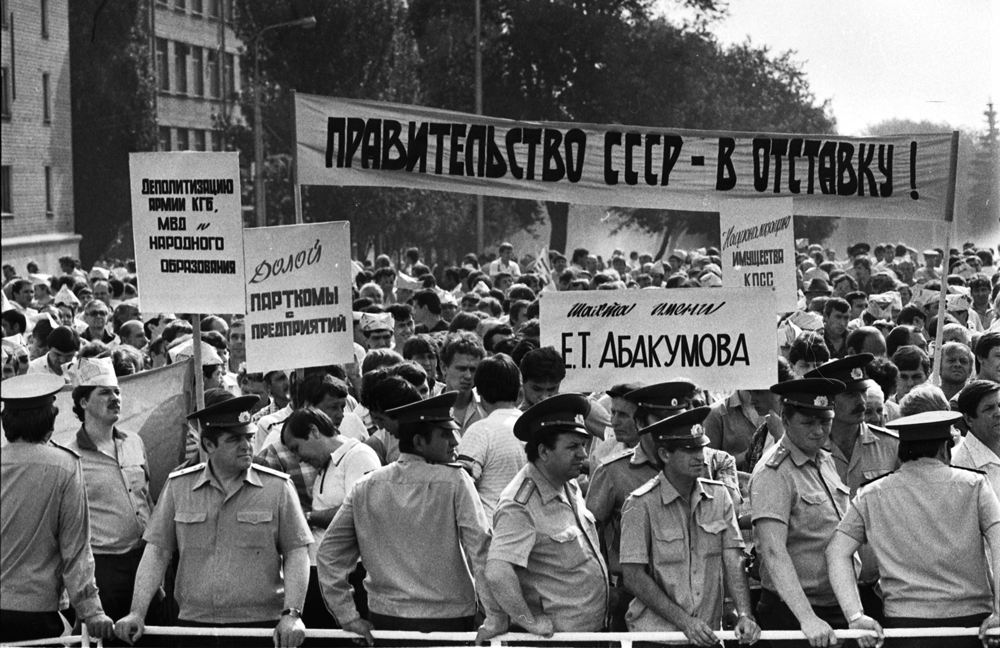 ПРАВИТЕЛЬСТВО СССР - В ОТСТАВКУ!
ДЕПОЛИТИЗАЦИЮ
АРМИИ КГБ,
МВД и
НАРОДНОГО
ОБРАЗОВАНИЯ
ДОЛОЙ
ПАРТКОМЫ
С
ПРЕДПРИЯТИЙ
Национализацию
ИМУЩЕСТВА
КПСС
шахта имени
Е.Т. АБАКУМОВА